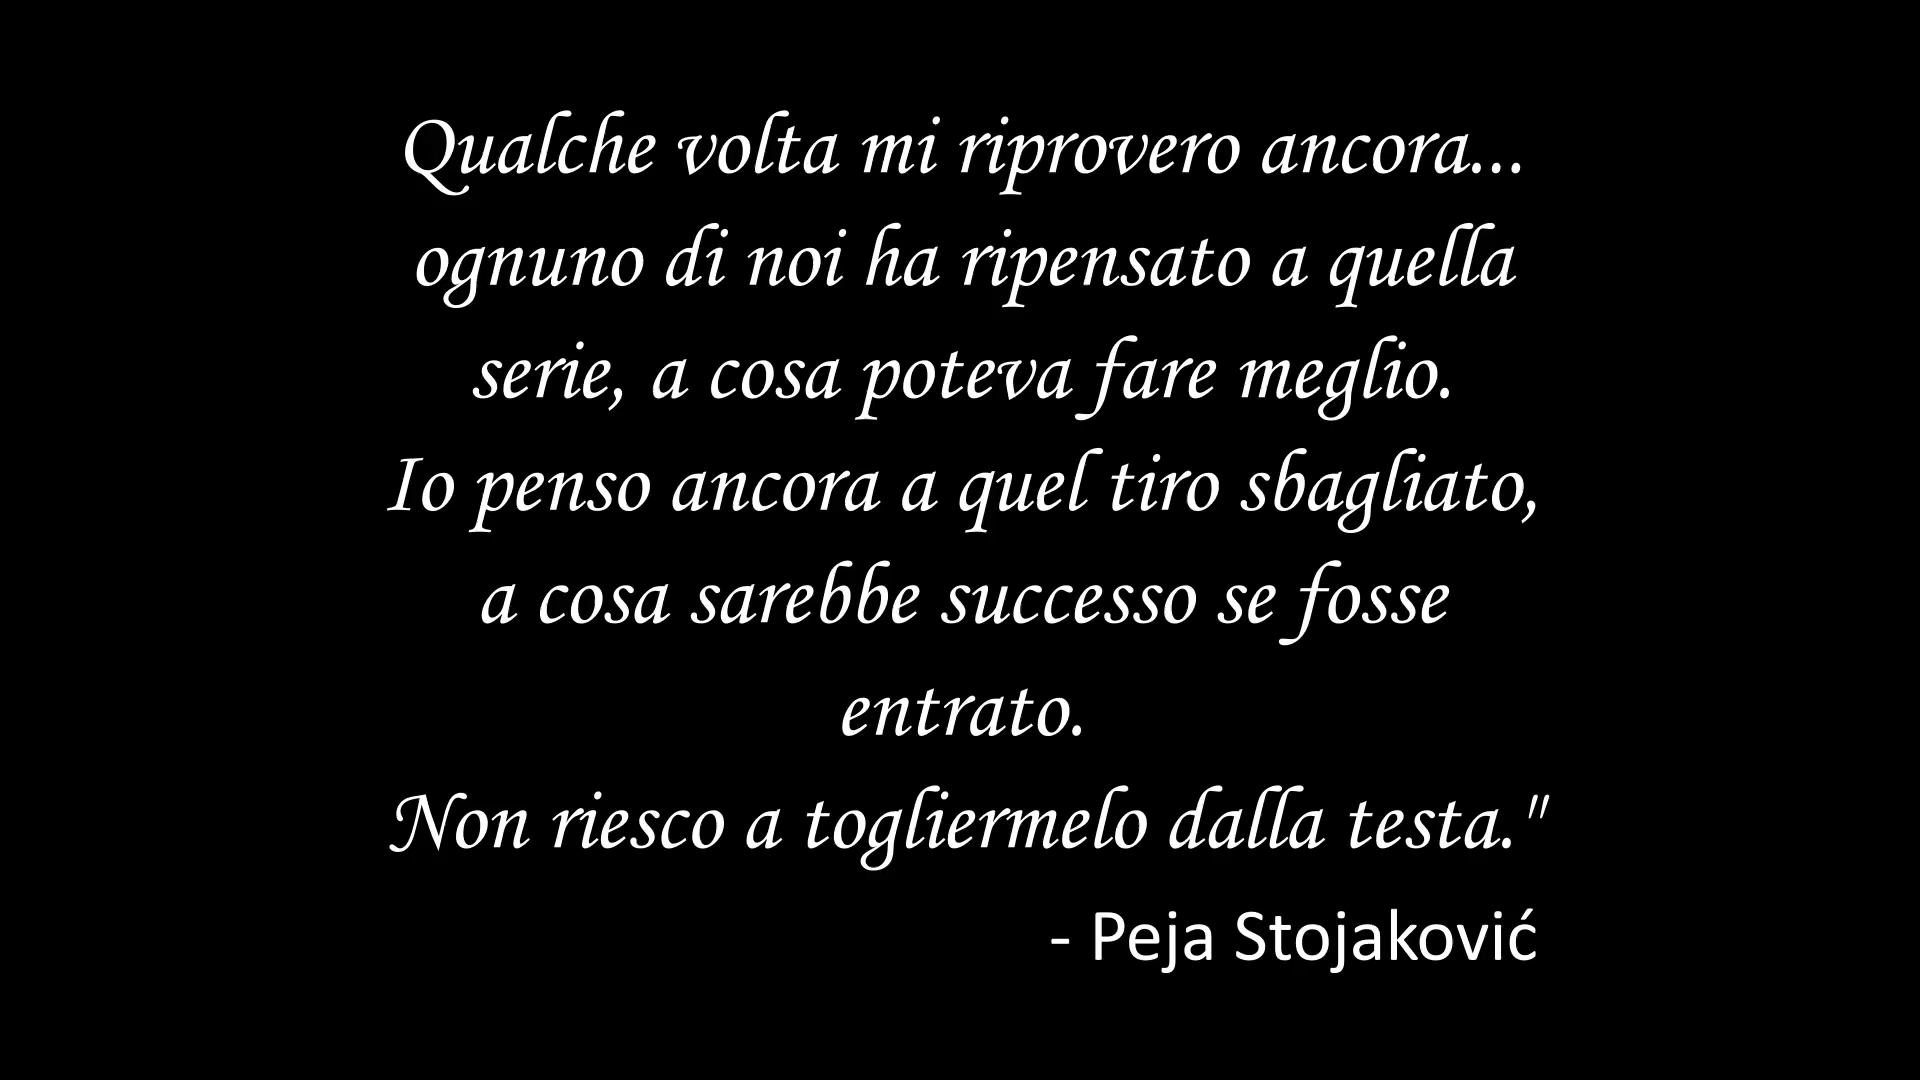 Qualche volta mi riprovero ancora...
ognuno di noi ha ripensato a quella
serie, a cosa poteva fare meglio.
Io penso ancora a quel tiro sbagliato,
a cosa sarebbe successo se fosse
entrato.
Non riesco a togliermelo dalla testa."
- Peja Stojaković